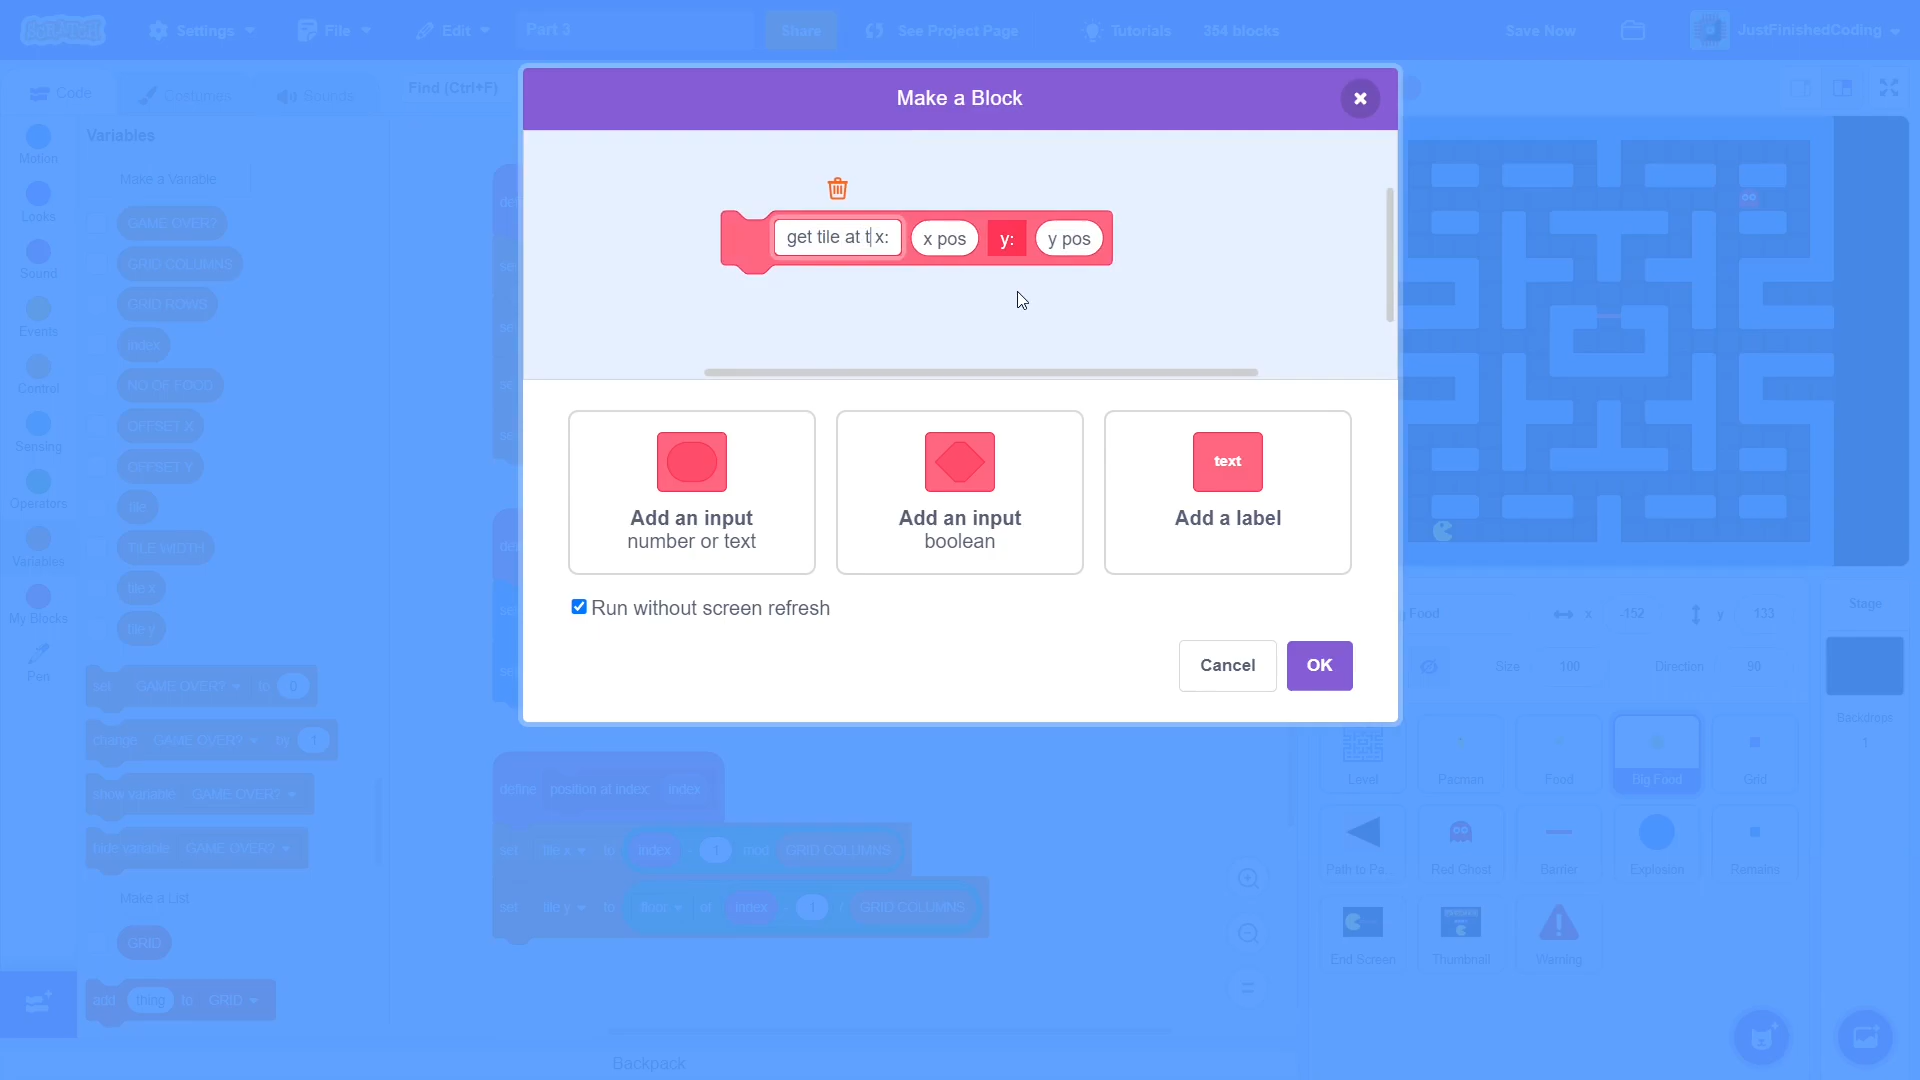 Settings File Edit Part 3 Share See Project Page Tutorials 354 blocks Save Now JustFinishedCoding
Code Costumes Sounds Find (Ctrl+F)
Make a Block
get tile at t x: x pos y: y pos
Add an input
number or text
Add an input
boolean
text
Add a label
Run without screen refresh
Cancel OK
Motion
Looks
Sound
Events
Control
Sensing
Operators
Variables
My Blocks
Pen
Variables
Make a Variable
GAME OVER?
GRID COLUMNS
GRID ROWS
index
NO OF FOOD
OFFSET X
OFFSET Y
tile
TILE WIDTH
tile x
tile y
set GAME OVER? to 0
change GAME OVER? by 1
show variable GAME OVER?
hide variable GAME OVER?
Make a List
GRID
add thing to GRID
define position at index: index
set tile x to index - 1 mod GRID COLUMNS
set tile y to floor of index - 1 / GRID COLUMNS
Backpack
Food x -152 y 133
Size 100 Direction 90
Stage
Backdrops
1
Level Pacman Food Big Food Grid
Path to Pa... Red Ghost Barrier Explosion Remains
End Screen Thumbnail Warning